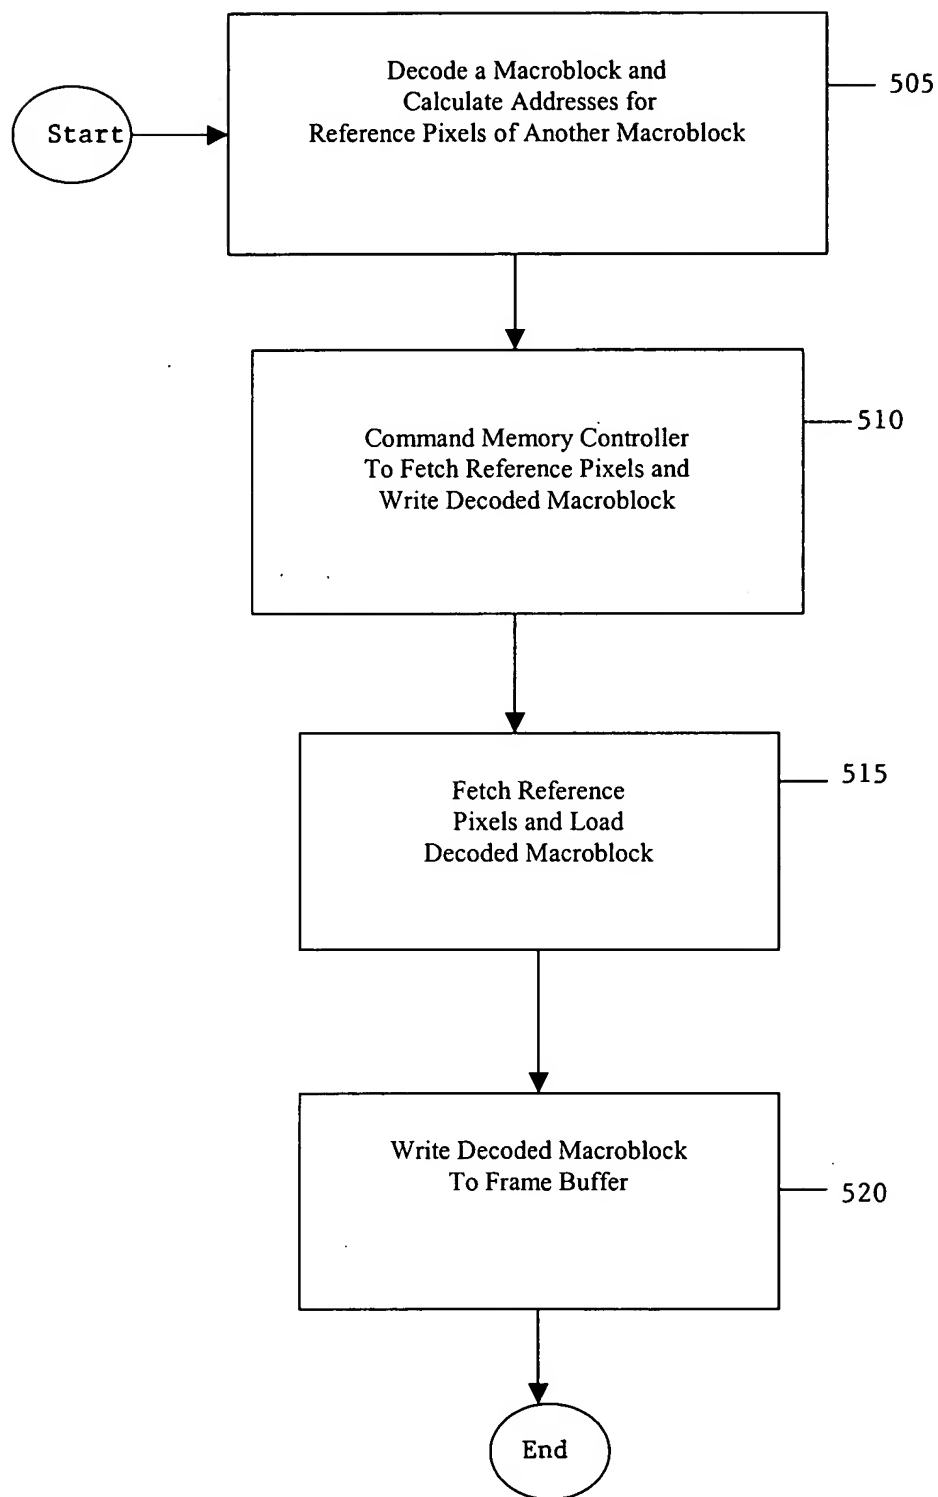 Start
Decode a Macroblock and
Calculate Addresses for
Reference Pixels of Another Macroblock
505
Command Memory Controller
To Fetch Reference Pixels and
Write Decoded Macroblock
510
Fetch Reference
Pixels and Load
Decoded Macroblock
515
Write Decoded Macroblock
To Frame Buffer
520
End